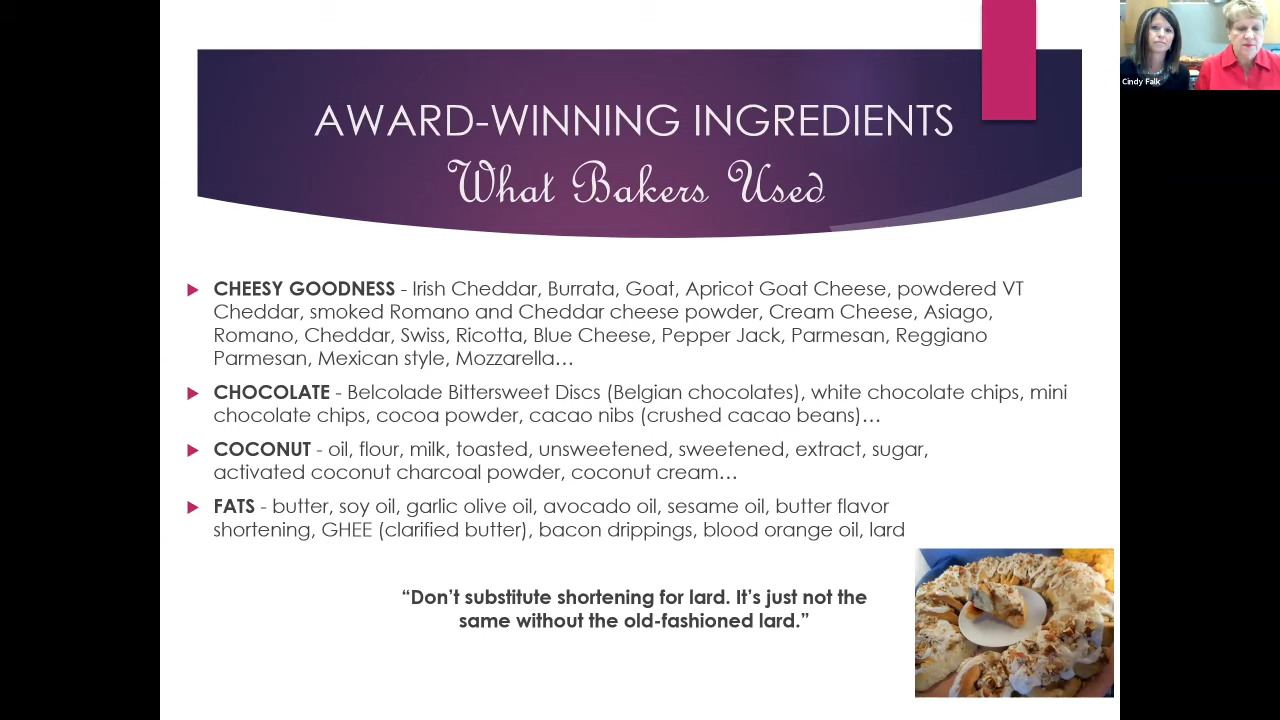 AWARD-WINNING INGREDIENTS
What Bakers Used
Cindy Falk
CHEESY GOODNESS - Irish Cheddar, Burrata, Goat, Apricot Goat Cheese, powdered VT
Cheddar, smoked Romano and Cheddar cheese powder, Cream Cheese, Asiago,
Romano, Cheddar, Swiss, Ricotta, Blue Cheese, Pepper Jack, Parmesan, Reggiano
Parmesan, Mexican style, Mozzarella…
CHOCOLATE - Belcolade Bittersweet Discs (Belgian chocolates), white chocolate chips, mini
chocolate chips, cocoa powder, cacao nibs (crushed cacao beans)…
COCONUT - oil, flour, milk, toasted, unsweetened, sweetened, extract, sugar,
activated coconut charcoal powder, coconut cream…
FATS - butter, soy oil, garlic olive oil, avocado oil, sesame oil, butter flavor
shortening, GHEE (clarified butter), bacon drippings, blood orange oil, lard
“Don’t substitute shortening for lard. It’s just not the
same without the old-fashioned lard.”